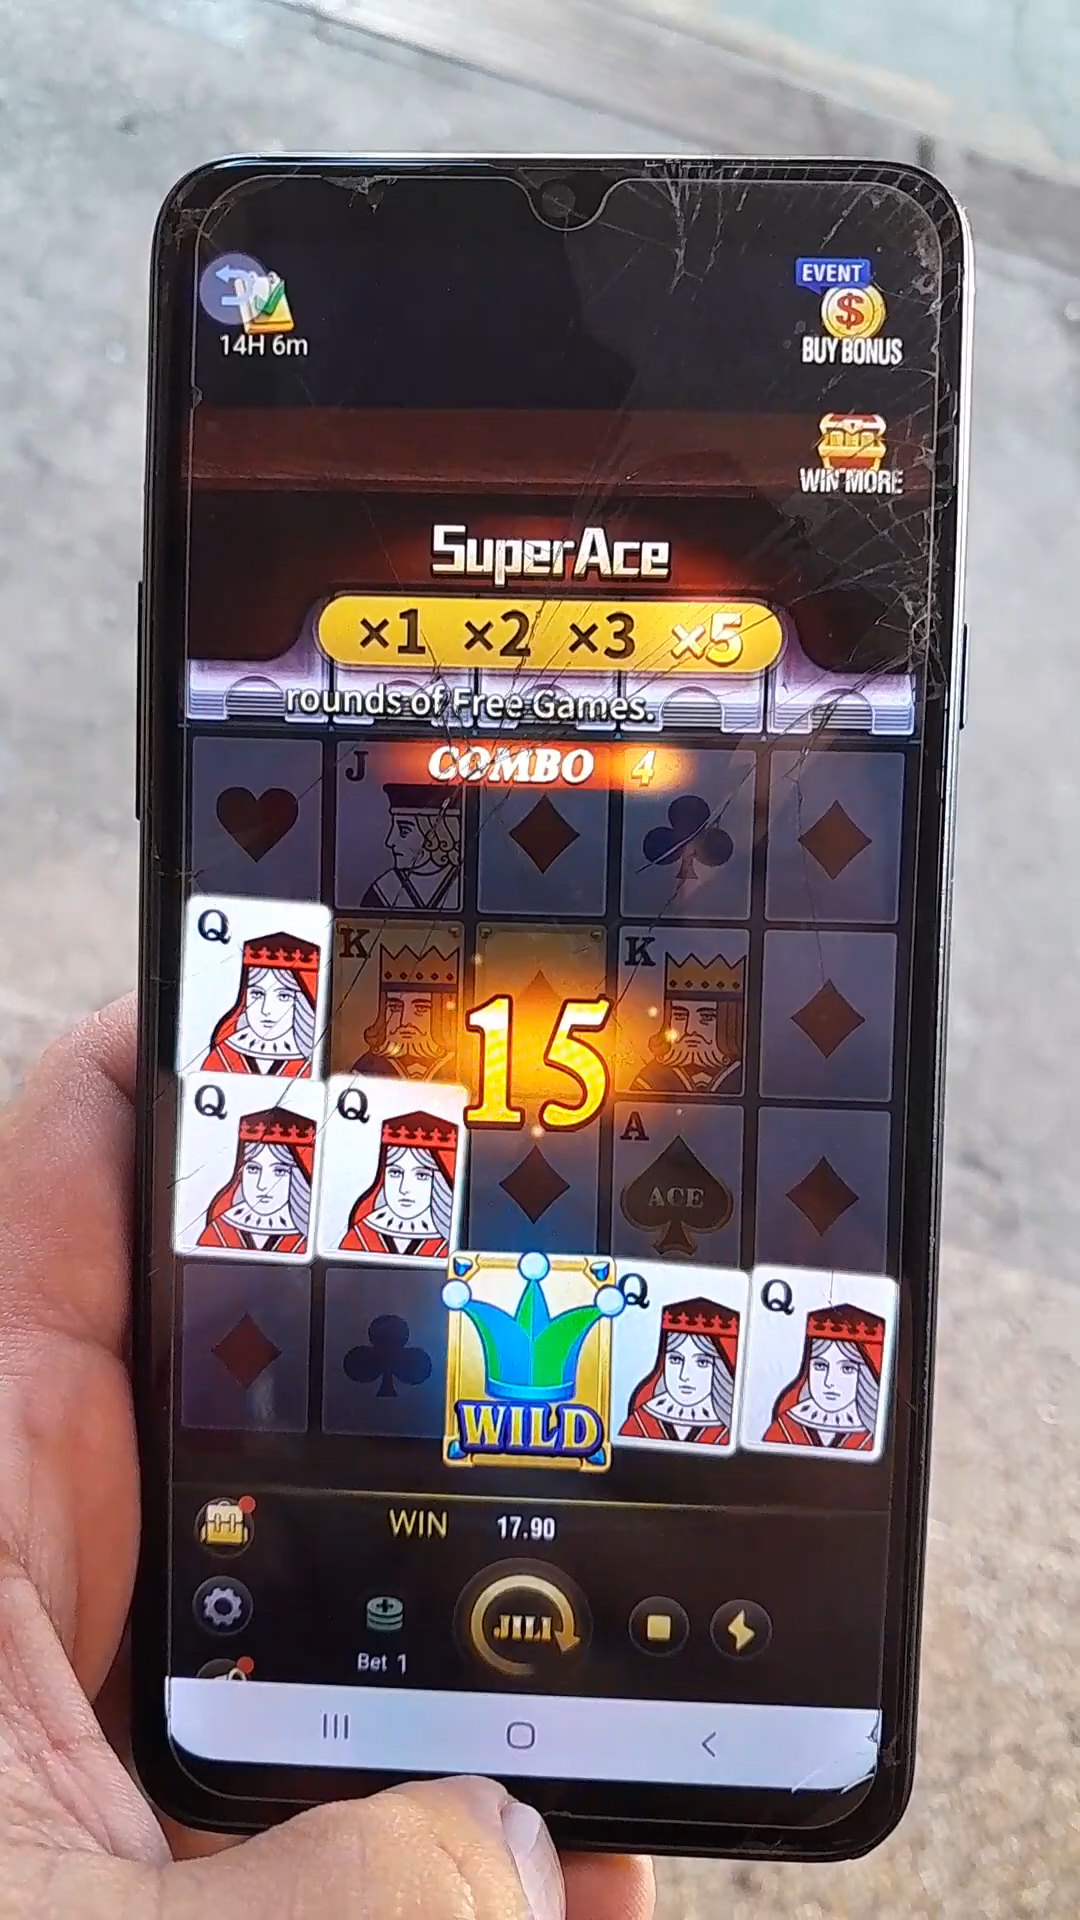 EVENT
14H 6m
BUY BONUS
WIN MORE
SuperAce
×1 ×2 ×3 ×5
rounds of Free Games.
COMBO 4
J
Q
K
K
15
Q
Q
A
ACE
Q
Q
WILD
WIN 17.90
JILI
Bet 1